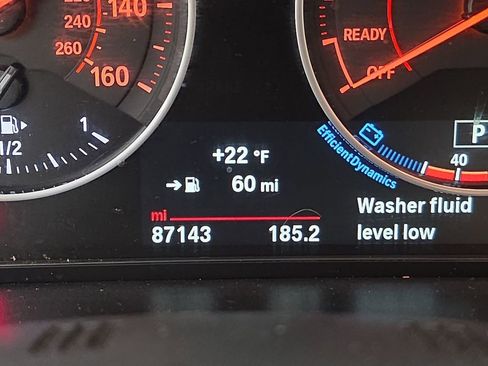 140
160
220
240
260
1/2
1
READY
OFF
EfficientDynamics
P
40
+22 °F
60 mi
mi
87143 185.2
Washer fluid
level low